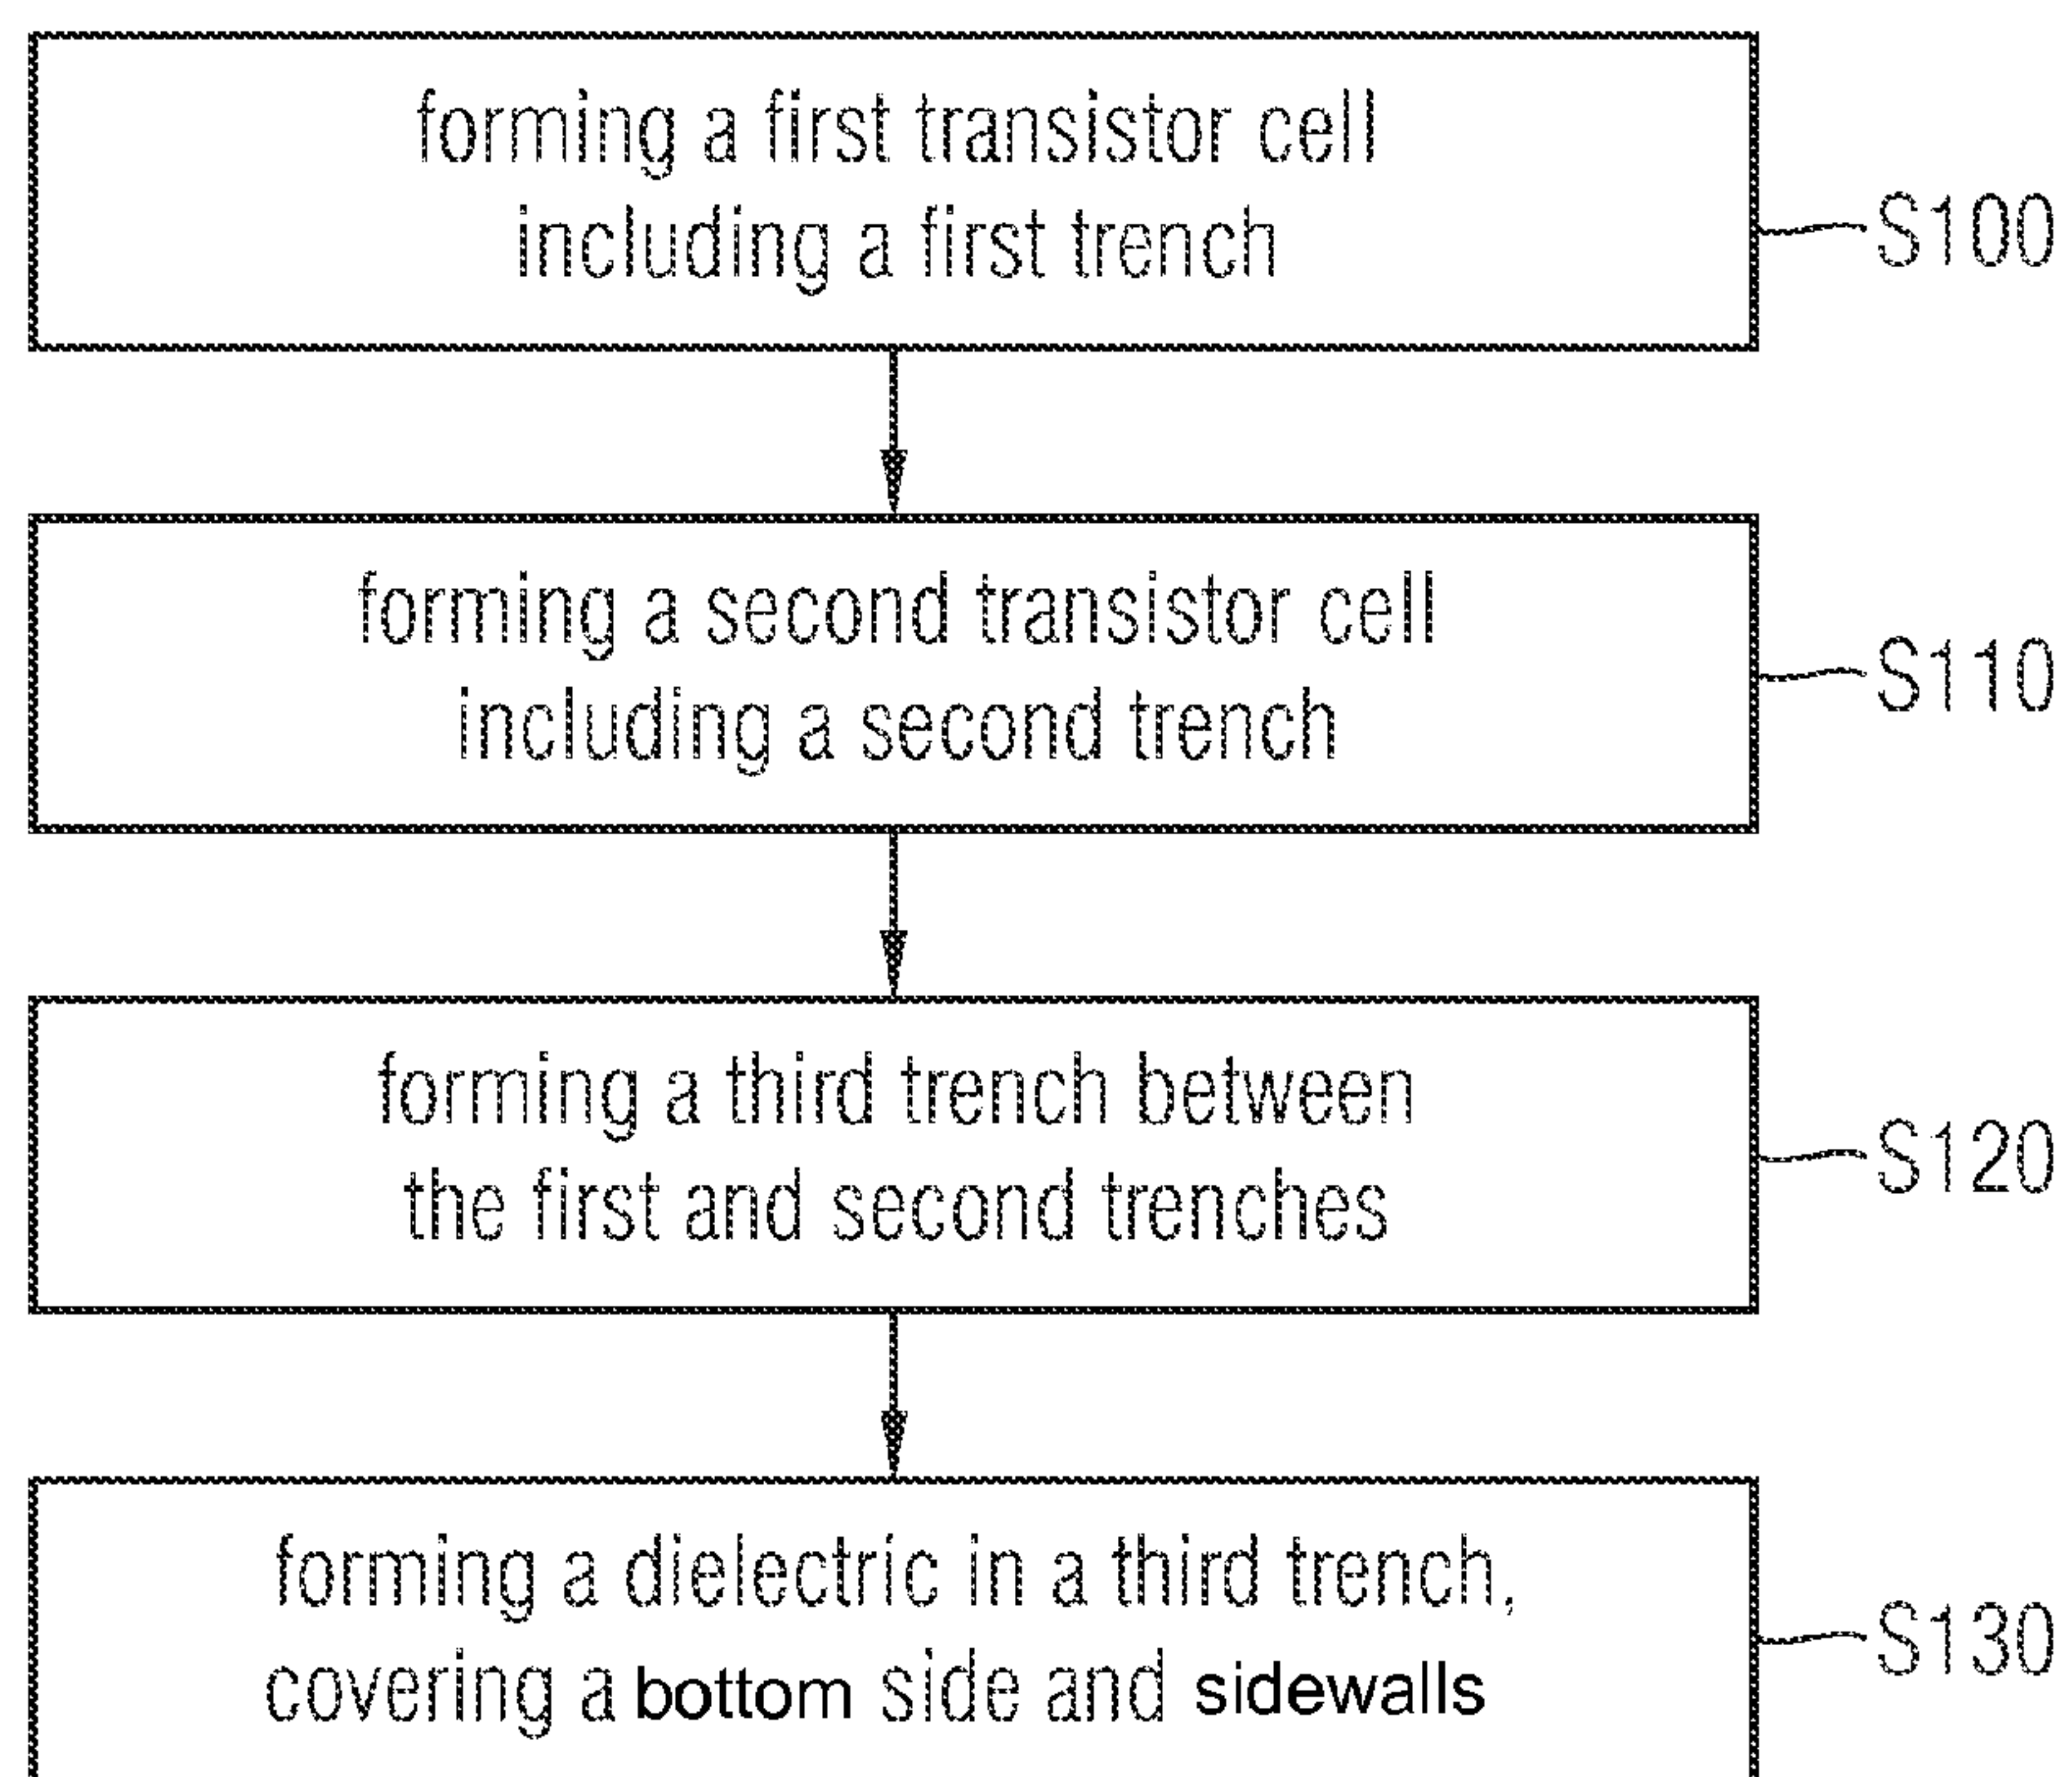 forming a first transistor cell
including a first trench
S100
forming a second transistor cell
including a second trench
S110
forming a third trench between
the first and second trenches
S120
forming a dielectric in a third trench,
covering a bottom side and sidewalls
S130